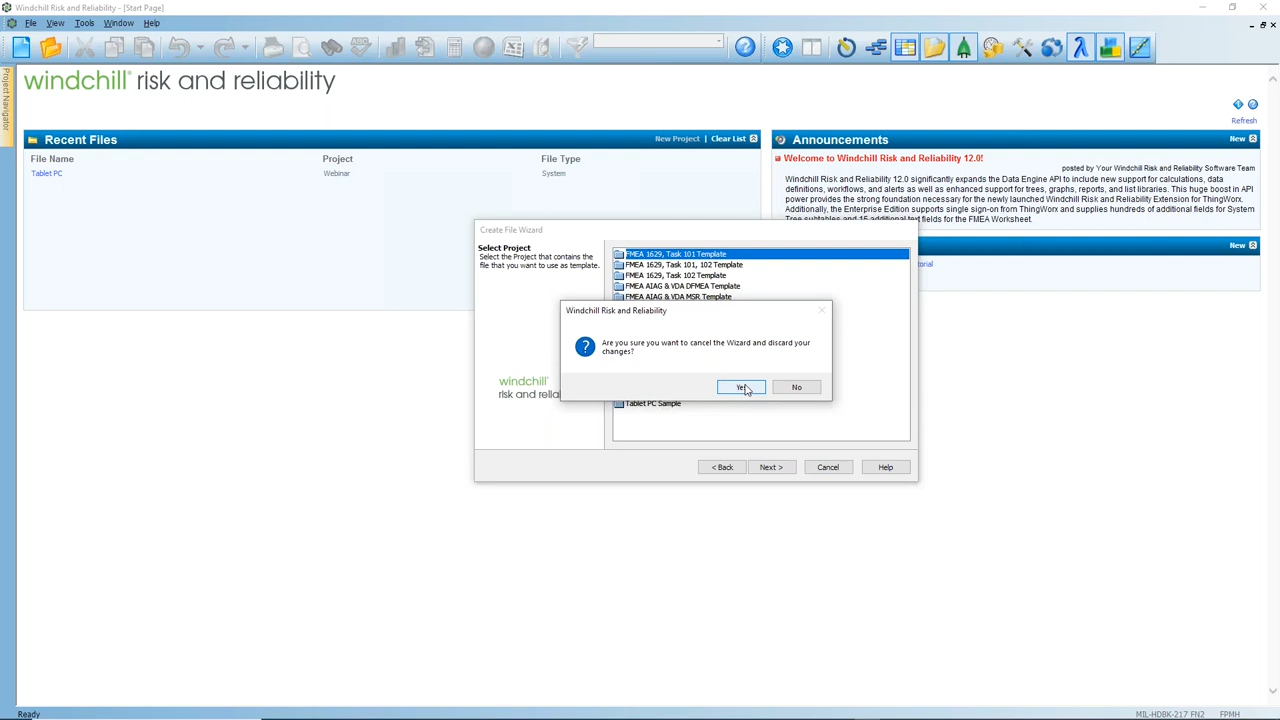 Windchill Risk and Reliability - [Start Page]
File View Tools Window Help
Project Navigator
windchill® risk and reliability
Refresh
Recent Files
New Project | Clear List
File Name Project File Type
Tablet PC Webinar System
Announcements
New
Welcome to Windchill Risk and Reliability 12.0!
posted by Your Windchill Risk and Reliability Software Team
Windchill Risk and Reliability 12.0 significantly expands the Data Engine API to include new support for calculations, data
definitions, workflows, and alerts as well as enhanced support for trees, graphs, reports, and list libraries. This huge boost in API
power provides the strong foundation necessary for the newly launched Windchill Risk and Reliability Extension for ThingWorx.
Additionally, the Enterprise Edition supports single sign-on from ThingWorx and supplies hundreds of additional fields for System
New
Create File Wizard
Select Project
Select the Project that contains the
file that you want to use as template.
FMEA 1629, Task 101 Template
FMEA 1629, Task 101, 102 Template
FMEA 1629, Task 102 Template
FMEA AIAG & VDA DFMEA Template
FMEA AIAG & VDA MSR Template
Windchill Risk and Reliability
Are you sure you want to cancel the Wizard and discard your
changes?
Yes No
windchill®
risk and relia
Tablet PC Sample
< Back Next > Cancel Help
Ready
MIL-HDBK-217 FN2 FPMH